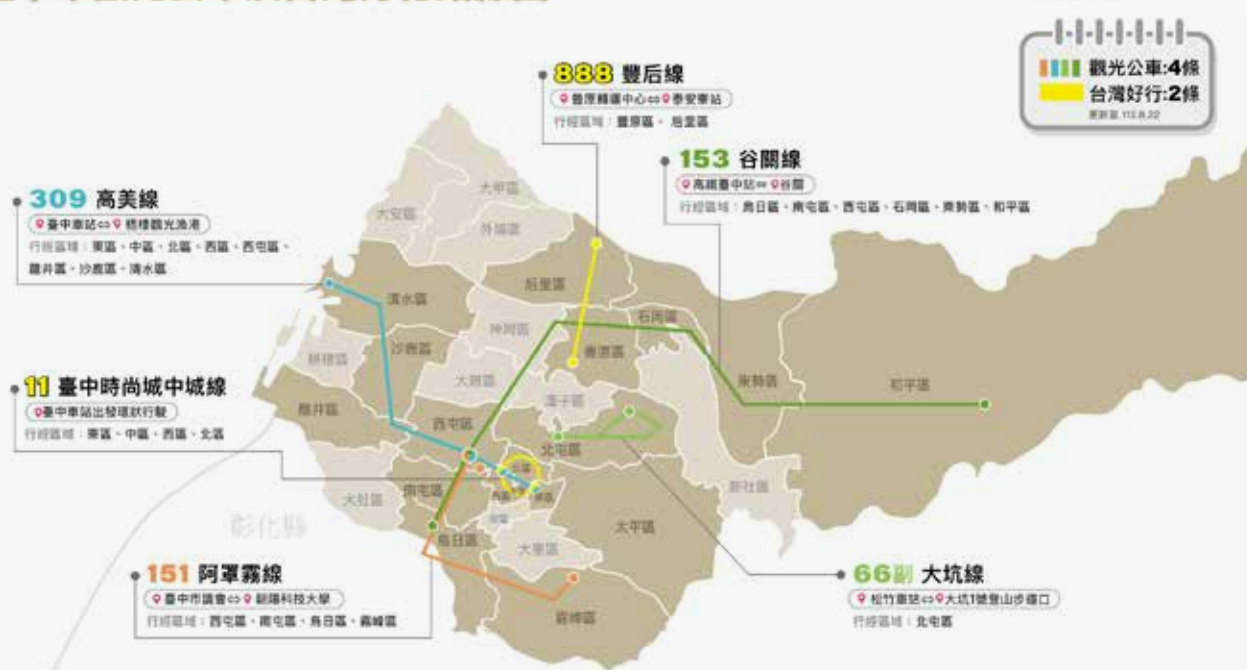 觀光公車:4條
台灣好行:2條
更新至 113.8.22
888 豐后線
豐原轉運中心⇔泰安車站
行經區域：豐原區、后里區
153 谷關線
高鐵臺中站⇔谷關
行經區域：烏日區、南屯區、西屯區、石岡區、東勢區、和平區
309 高美線
臺中車站⇔梧棲觀光漁港
行經區域：東區、中區、北區、西區、西屯區、
龍井區、沙鹿區、清水區
11 臺中時尚城中城線
臺中車站出發環狀行駛
行經區域：東區、中區、西區、北區
151 阿罩霧線
臺中市議會⇔朝陽科技大學
行經區域：西屯區、南屯區、烏日區、霧峰區
66副 大坑線
松竹車站⇔大坑1號登山步道口
行經區域：北屯區
大甲區
大安區
外埔區
后里區
清水區
神岡區
石岡區
豐原區
梧棲區
沙鹿區
大雅區
東勢區
和平區
潭子區
龍井區
西屯區
北屯區
北區
西區
東區
新社區
大肚區
南屯區
南區
太平區
彰化縣
烏日區
大里區
霧峰區